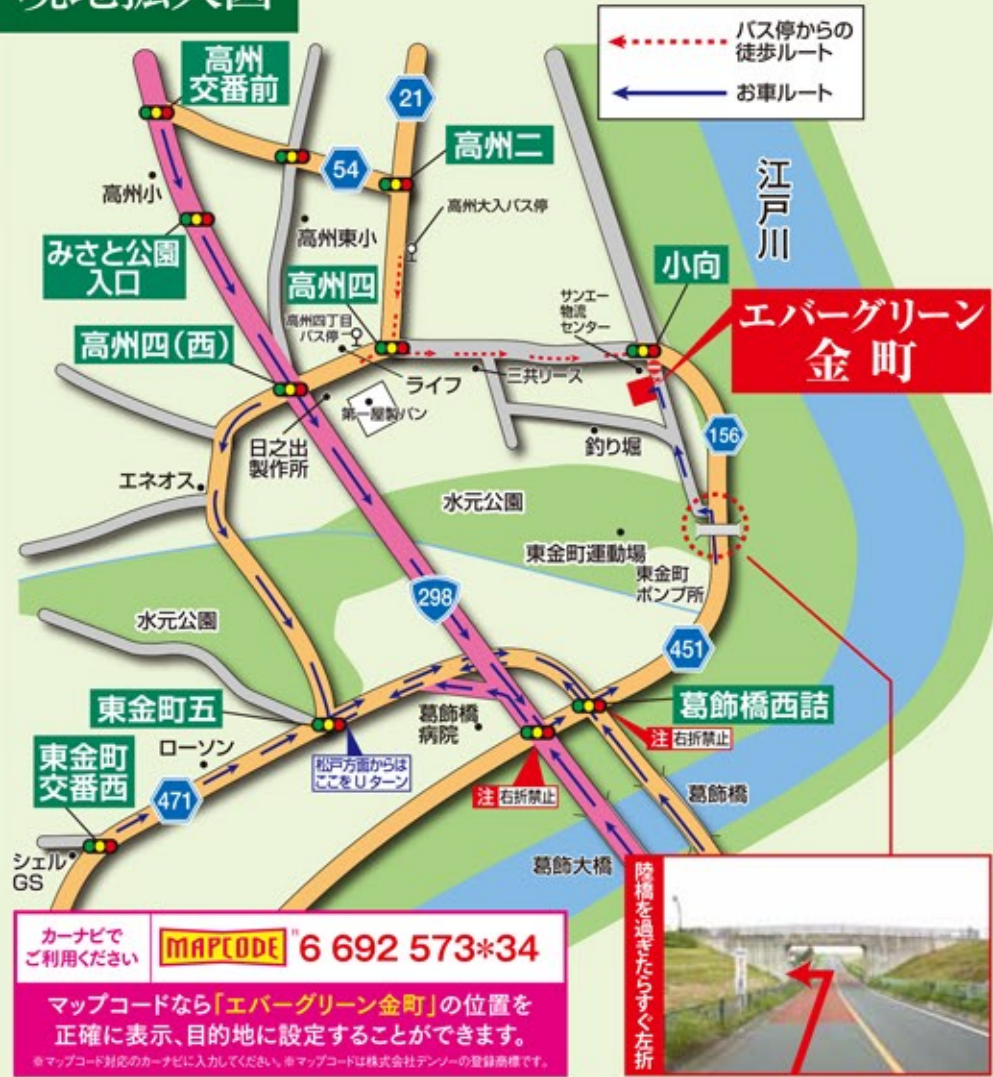 現地拡大図
バス停からの
徒歩ルート
お車ルート
高州
交番前
21
54
高州二
高州小
高州大入バス停
江戸川
みさと公園
入口
高州東小
高州四
小向
サンエー
物流
センター
エバーグリーン
金町
高州四丁目
バス停
高州四(西)
ライフ
三共リース
第一屋製パン
日之出
製作所
釣り堀
156
エネオス
水元公園
東金町運動場
東金町
ポンプ所
298
水元公園
451
東金町五
葛飾橋
病院
葛飾橋西詰
注 右折禁止
ローソン
松戸方面からは
ここをUターン
東金町
交番西
471
注 右折禁止
葛飾橋
シェル
GS
葛飾大橋
陸橋を過ぎたらすぐ左折
カーナビで
ご利用ください
MAPCODE
6 692 573*34
マップコードなら「エバーグリーン金町」の位置を
正確に表示、目的地に設定することができます。
※マップコード対応のカーナビに入力してください。※マップコードは株式会社デンソーの登録商標です。